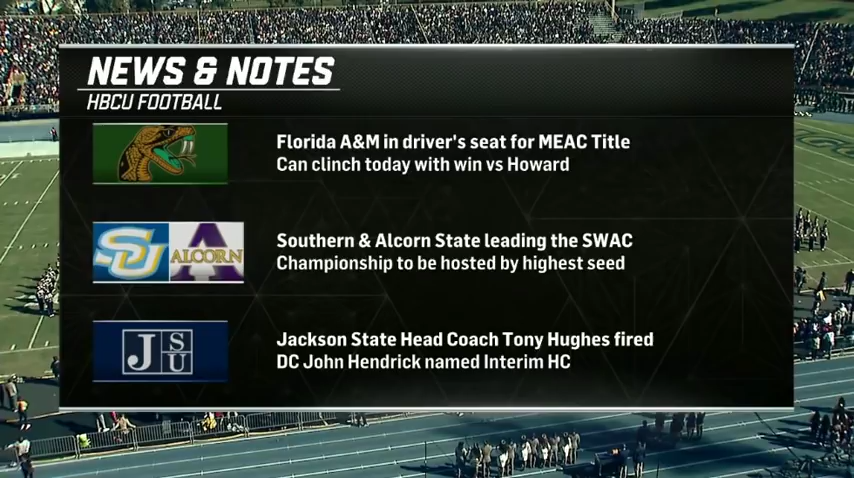 NEWS & NOTES
HBCU FOOTBALL
Florida A&M in driver's seat for MEAC Title
Can clinch today with win vs Howard
SU
A
ALCORN
Southern & Alcorn State leading the SWAC
Championship to be hosted by highest seed
JSU
Jackson State Head Coach Tony Hughes fired
DC John Hendrick named Interim HC